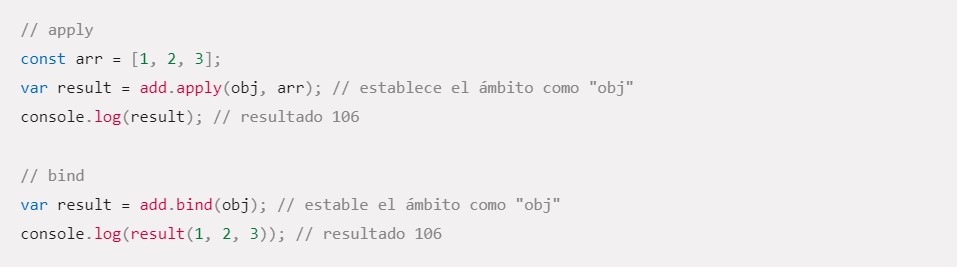 // apply
const arr = [1, 2, 3];
var result = add.apply(obj, arr); // establece el ámbito como "obj"
console.log(result); // resultado 106
// bind
var result = add.bind(obj); // estable el ámbito como "obj"
console.log(result(1, 2, 3)); // resultado 106